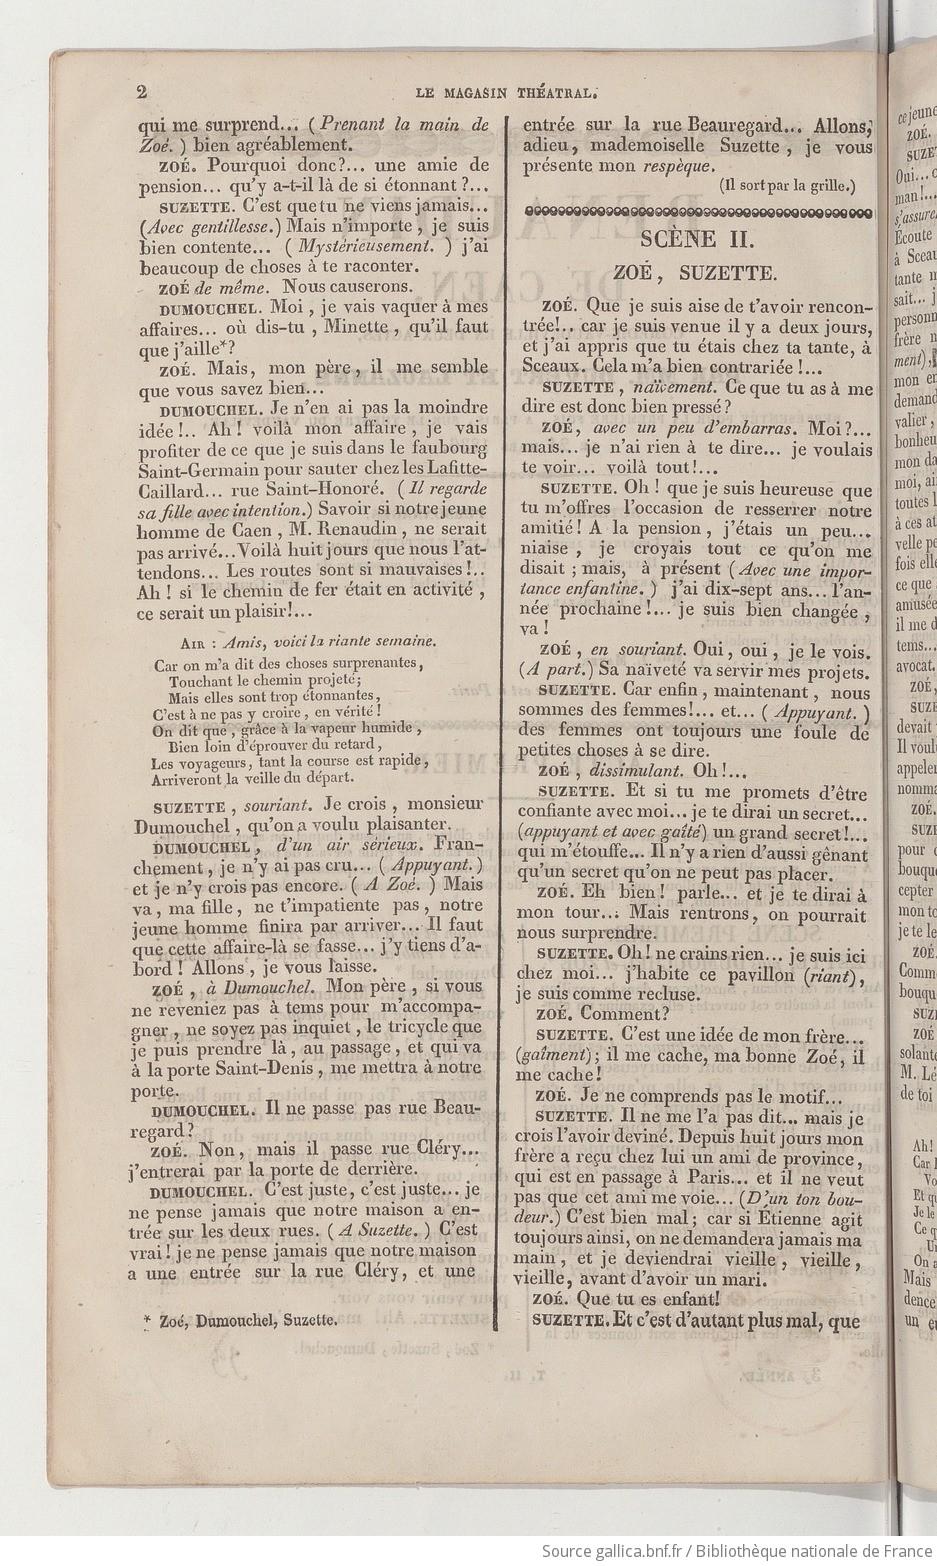 2
LE MAGASIN THÉATRAL.
qui me surprend... (Prenant la main de
Zoé.) bien agréablement.
ZOÉ. Pourquoi donc?... une amie de
pension... qu'y a-t-il là de si étonnant?...
SUZETTE. C'est que tu ne viens jamais...
(Avec gentillesse.) Mais n'importe, je suis
bien contente... (Mystérieusement.) j'ai
beaucoup de choses à te raconter.
ZOÉ de même. Nous causerons.
DUMOUCHEL. Moi, je vais vaquer à mes
affaires... où dis-tu, Minette, qu'il faut
que j'aille*?
ZOÉ. Mais, mon père, il me semble
que vous savez bien...
DUMOUCHEL. Je n'en ai pas la moindre
idée!.. Ah! voilà mon affaire, je vais
profiter de ce que je suis dans le faubourg
Saint-Germain pour sauter chez les Lafitte-
Caillard... rue Saint-Honoré. (Il regarde
sa fille avec intention.) Savoir si notre jeune
homme de Caen, M. Renaudin, ne serait
pas arrivé... Voilà huit jours que nous l'at-
tendons... Les routes sont si mauvaises!..
Ah! si le chemin de fer était en activité,
ce serait un plaisir!...
AIR: Amis, voici la riante semaine.
Car on m'a dit des choses surprenantes,
Touchant le chemin projeté;
Mais elles sont trop étonnantes,
C'est à ne pas y croire, en vérité!
On dit que, grâce à la vapeur humide,
Bien loin d'éprouver du retard,
Les voyageurs, tant la course est rapide,
Arriveront la veille du départ.
SUZETTE, souriant. Je crois, monsieur
Dumouchel, qu'on a voulu plaisanter.
DUMOUCHEL, d'un air sérieux. Fran-
chement, je n'y ai pas cru... (Appuyant.)
et je n'y crois pas encore. (A Zoé.) Mais
va, ma fille, ne t'impatiente pas, notre
jeune homme finira par arriver... Il faut
que cette affaire-là se fasse... j'y tiens d'a-
bord! Allons, je vous laisse.
ZOÉ, à Dumouchel. Mon père, si vous
ne reveniez pas à tems pour m'accompa-
gner, ne soyez pas inquiet, le tricycle que
je puis prendre là, au passage, et qui va
à la porte Saint-Denis, me mettra à notre
porte.
DUMOUCHEL. Il ne passe pas rue Beau-
regard?
ZOÉ. Non, mais il passe rue Cléry...
j'entrerai par la porte de derrière.
DUMOUCHEL. C'est juste, c'est juste... je
ne pense jamais que notre maison a en-
trée sur les deux rues. (A Suzette.) C'est
vrai! je ne pense jamais que notre maison
a une entrée sur la rue Cléry, et une
* Zoé, Dumouchel, Suzette.
entrée sur la rue Beauregard... Allons,
adieu, mademoiselle Suzette, je vous
présente mon respèque.
(Il sort par la grille.)
SCÈNE II.
ZOÉ, SUZETTE.
ZOÉ. Que je suis aise de t'avoir rencon-
trée!.. car je suis venue il y a deux jours,
et j'ai appris que tu étais chez ta tante, à
Sceaux. Cela m'a bien contrariée!...
SUZETTE, naïvement. Ce que tu as à me
dire est donc bien pressé?
ZOÉ, avec un peu d'embarras. Moi?...
mais... je n'ai rien à te dire... je voulais
te voir... voilà tout!...
SUZETTE. Oh! que je suis heureuse que
tu m'offres l'occasion de resserrer notre
amitié! A la pension, j'étais un peu...
niaise, je croyais tout ce qu'on me
disait; mais, à présent (Avec une impor-
tance enfantine.) j'ai dix-sept ans... l'an-
née prochaine!... je suis bien changée,
va!
ZOÉ, en souriant. Oui, oui, je le vois.
(A part.) Sa naïveté va servir mes projets.
SUZETTE. Car enfin, maintenant, nous
sommes des femmes!... et... (Appuyant.)
des femmes ont toujours une foule de
petites choses à se dire.
ZOÉ, dissimulant. Oh!...
SUZETTE. Et si tu me promets d'être
confiante avec moi... je te dirai un secret...
(appuyant et avec gaîté) un grand secret!...
qui m'étouffe... Il n'y a rien d'aussi gênant
qu'un secret qu'on ne peut pas placer.
ZOÉ. Eh bien! parle... et je te dirai à
mon tour... Mais rentrons, on pourrait
nous surprendre.
SUZETTE. Oh! ne crains rien... je suis ici
chez moi... j'habite ce pavillon (riant),
je suis comme recluse.
ZOÉ. Comment?
SUZETTE. C'est une idée de mon frère...
(gaîment); il me cache, ma bonne Zoé, il
me cache!
ZOÉ. Je ne comprends pas le motif...
SUZETTE. Il ne me l'a pas dit... mais je
crois l'avoir deviné. Depuis huit jours mon
frère a reçu chez lui un ami de province,
qui est en passage à Paris... et il ne veut
pas que cet ami me voie... (D'un ton bou-
deur.) C'est bien mal; car si Étienne agit
toujours ainsi, on ne demandera jamais ma
main, et je deviendrai vieille, vieille,
vieille, avant d'avoir un mari.
ZOÉ. Que tu es enfant!
SUZETTE. Et c'est d'autant plus mal, que
Source gallica.bnf.fr / Bibliothèque nationale de France